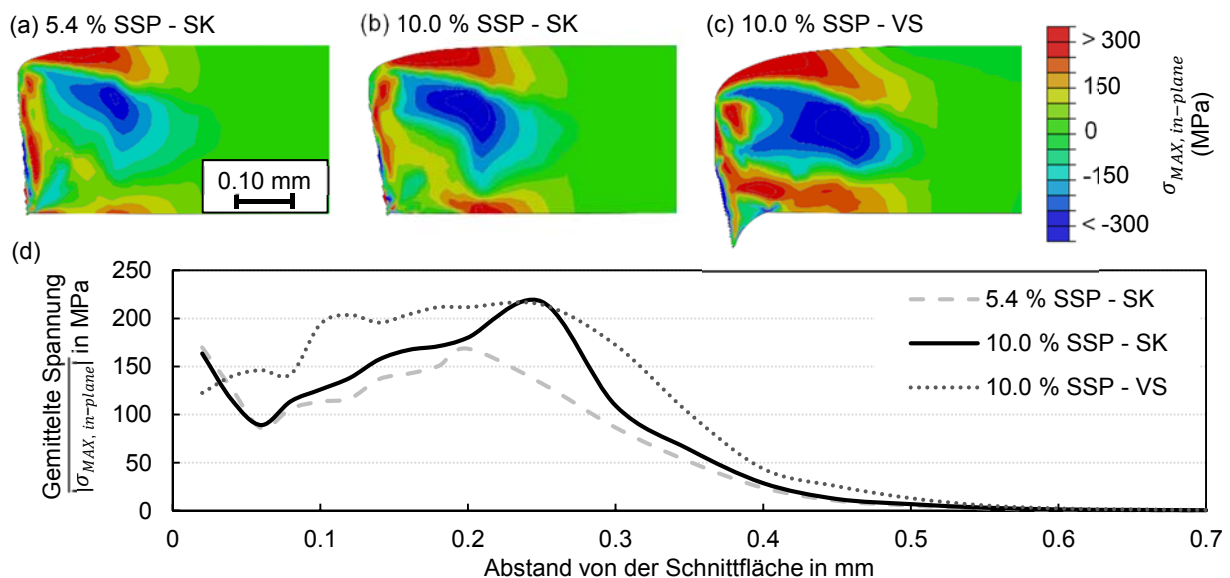 (a) 5.4 % SSP - SK
(b) 10.0 % SSP - SK
(c) 10.0 % SSP - VS
0.10 mm
> 300
150
0
-150
< -300
σMAX, in-plane
(MPa)
(d)
Gemittelte Spannung
|σMAX, in-plane| in MPa
250
200
150
100
50
0
5.4 % SSP - SK
10.0 % SSP - SK
10.0 % SSP - VS
0 0.1 0.2 0.3 0.4 0.5 0.6 0.7
Abstand von der Schnittfläche in mm